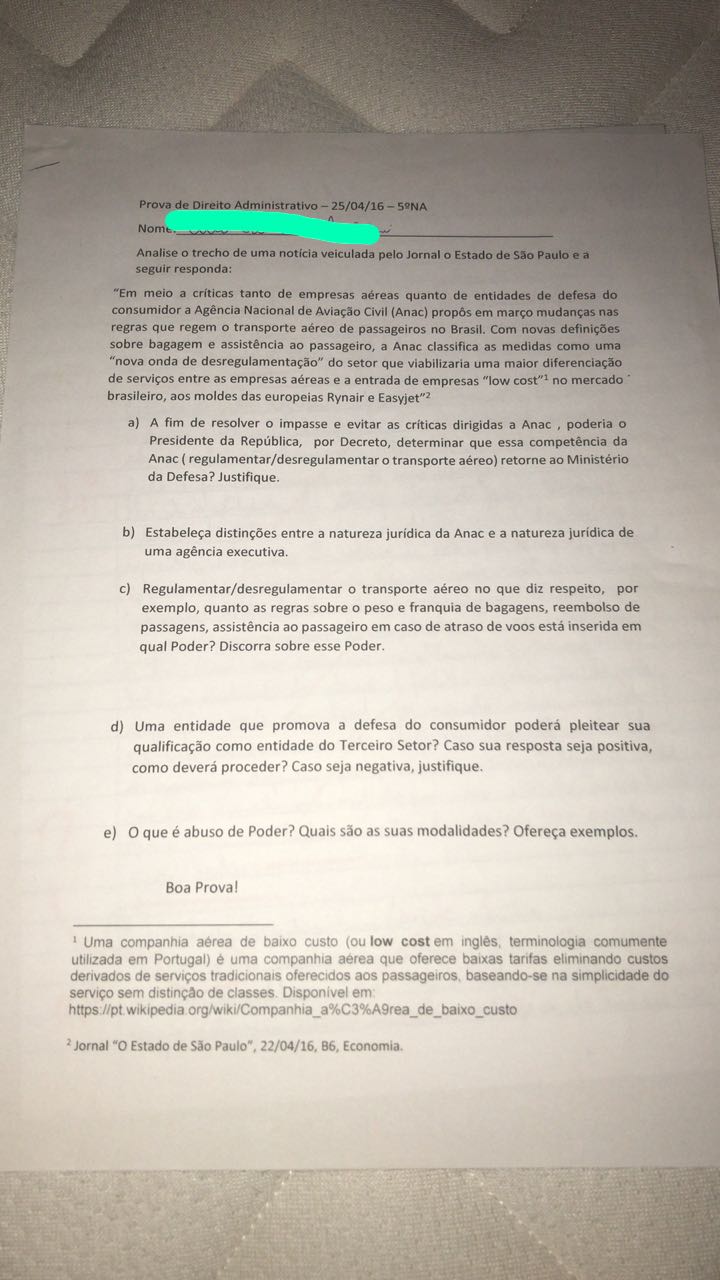 Prova de Direito Administrativo – 25/04/16 – 5ºNA
Nome:
Analise o trecho de uma notícia veiculada pelo Jornal o Estado de São Paulo e a
seguir responda:
“Em meio a críticas tanto de empresas aéreas quanto de entidades de defesa do
consumidor a Agência Nacional de Aviação Civil (Anac) propôs em março mudanças nas
regras que regem o transporte aéreo de passageiros no Brasil. Com novas definições
sobre bagagem e assistência ao passageiro, a Anac classifica as medidas como uma
“nova onda de desregulamentação” do setor que viabilizaria uma maior diferenciação
de serviços entre as empresas aéreas e a entrada de empresas “low cost”¹ no mercado
brasileiro, aos moldes das europeias Rynair e Easyjet”²
a) A fim de resolver o impasse e evitar as críticas dirigidas a Anac , poderia o
Presidente da República, por Decreto, determinar que essa competência da
Anac ( regulamentar/desregulamentar o transporte aéreo) retorne ao Ministério
da Defesa? Justifique.
b) Estabeleça distinções entre a natureza jurídica da Anac e a natureza jurídica de
uma agência executiva.
c) Regulamentar/desregulamentar o transporte aéreo no que diz respeito, por
exemplo, quanto as regras sobre o peso e franquia de bagagens, reembolso de
passagens, assistência ao passageiro em caso de atraso de voos está inserida em
qual Poder? Discorra sobre esse Poder.
d) Uma entidade que promova a defesa do consumidor poderá pleitear sua
qualificação como entidade do Terceiro Setor? Caso sua resposta seja positiva,
como deverá proceder? Caso seja negativa, justifique.
e) O que é abuso de Poder? Quais são as suas modalidades? Ofereça exemplos.
Boa Prova!
¹ Uma companhia aérea de baixo custo (ou low cost em inglês, terminologia comumente
utilizada em Portugal) é uma companhia aérea que oferece baixas tarifas eliminando custos
derivados de serviços tradicionais oferecidos aos passageiros, baseando-se na simplicidade do
serviço sem distinção de classes. Disponível em:
https://pt.wikipedia.org/wiki/Companhia_a%C3%A9rea_de_baixo_custo
² Jornal “O Estado de São Paulo”, 22/04/16, B6, Economia.